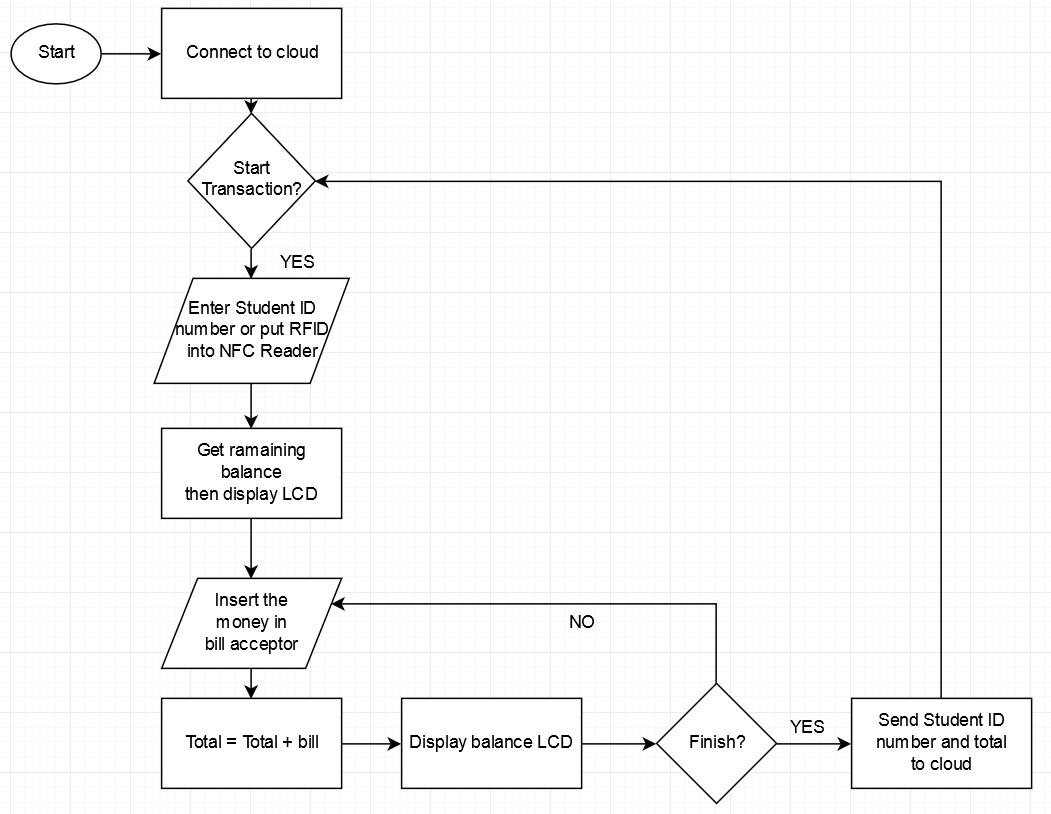 Start
Connect to cloud
Start
Transaction?
YES
Enter Student ID
number or put RFID
into NFC Reader
Get ramaining
balance
then display LCD
Insert the
money in
bill acceptor
NO
Total = Total + bill
Display balance LCD
Finish?
YES
Send Student ID
number and total
to cloud